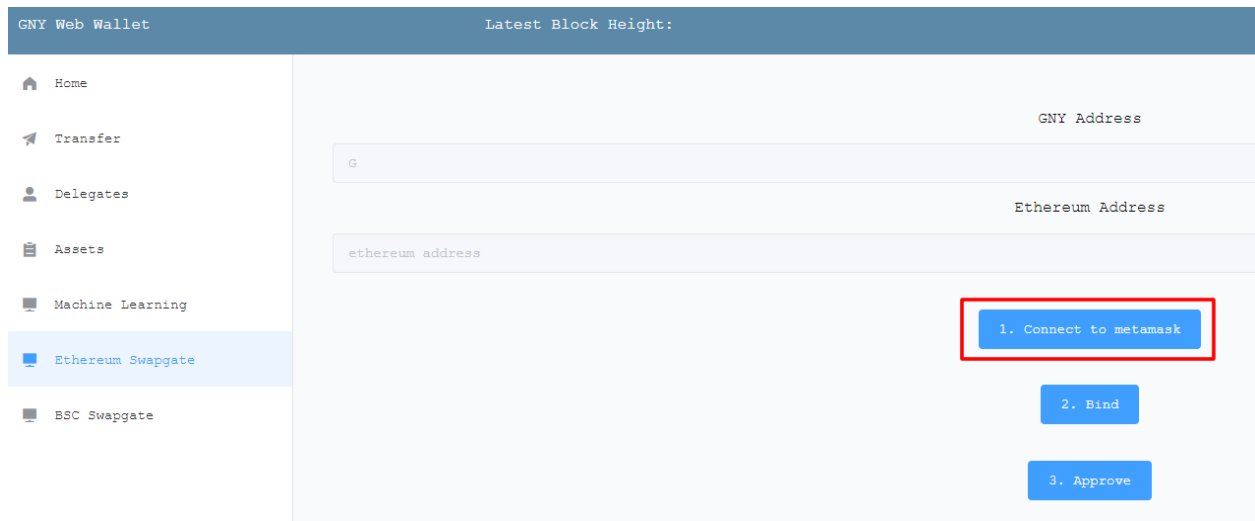 GNY Web Wallet
Latest Block Height:
Home
Transfer
Delegates
Assets
Machine Learning
Ethereum Swapgate
BSC Swapgate
GNY Address
G
Ethereum Address
ethereum address
1. Connect to metamask
2. Bind
3. Approve